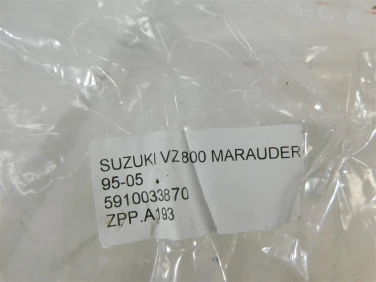 SUZUKI VZ800 MARAUDER
95-05
5910033870
ZPP.A193